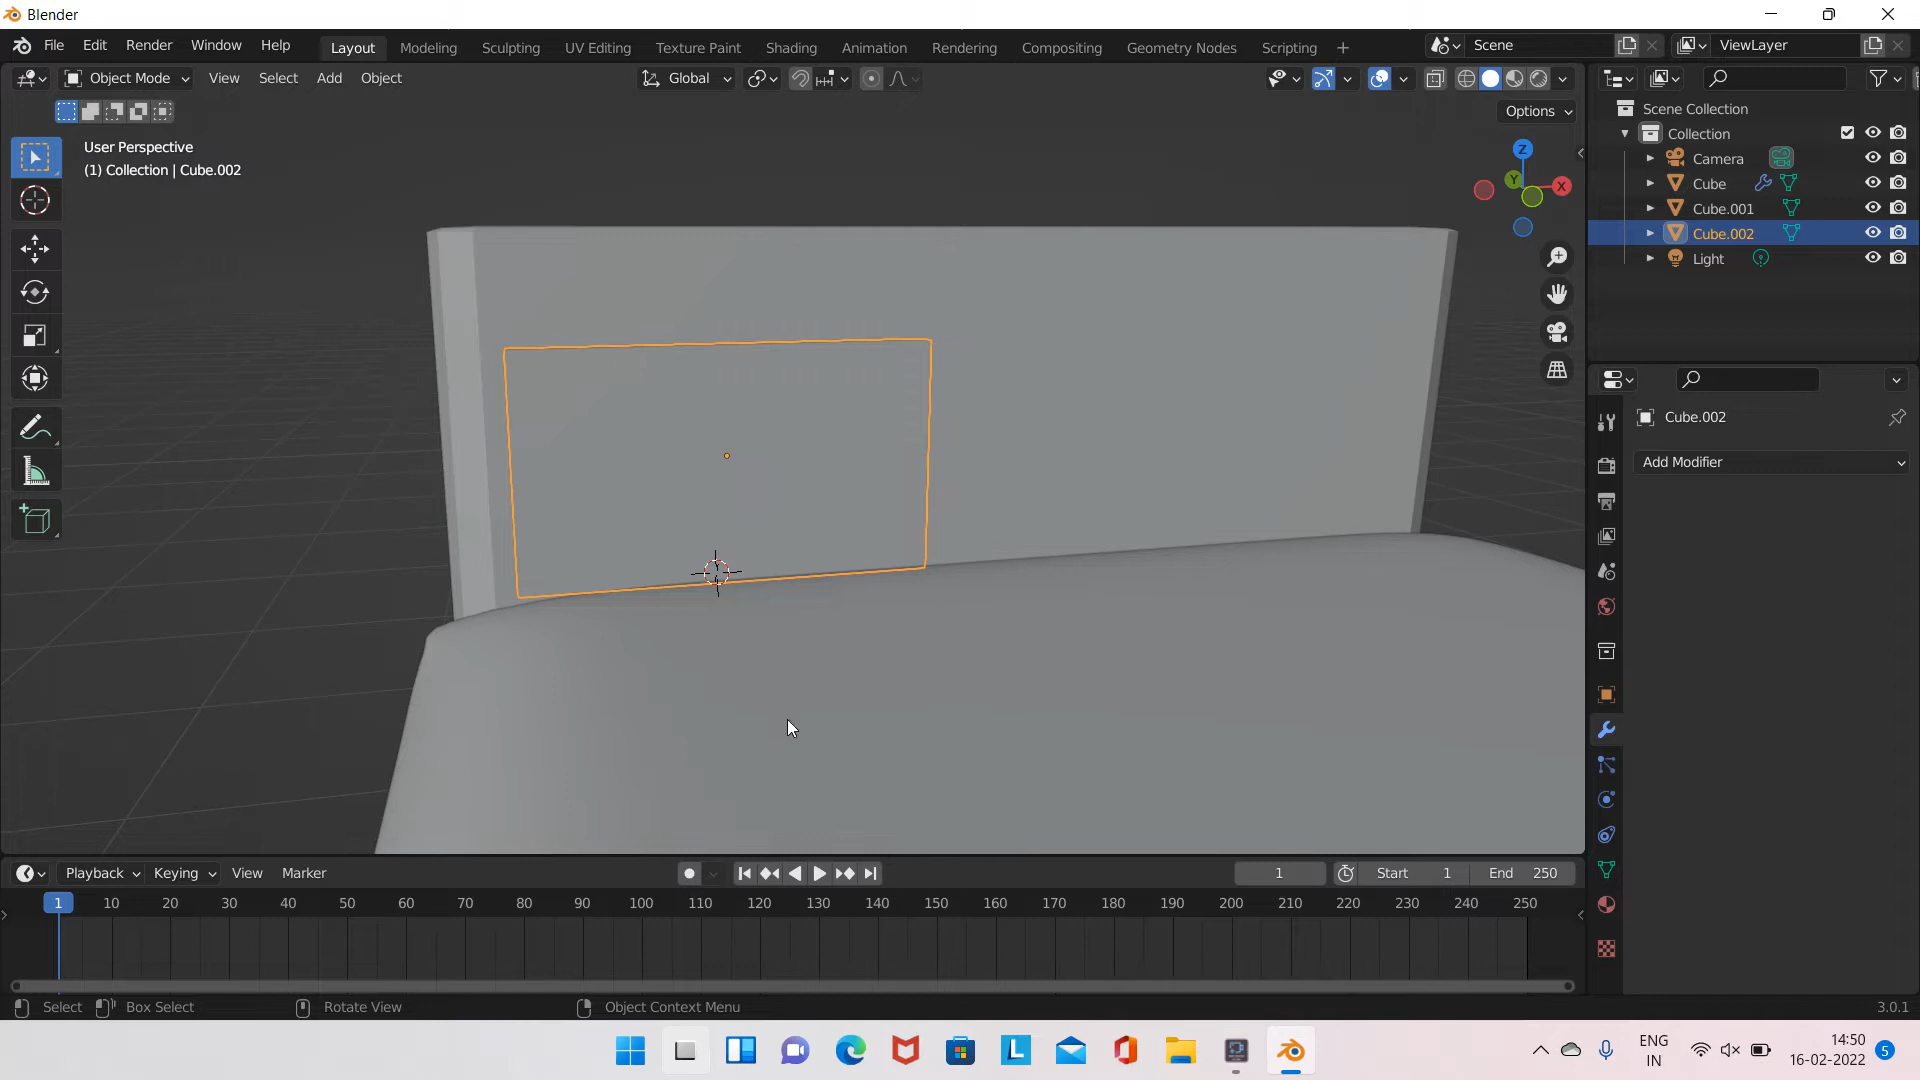 Blender
File Edit Render Window Help Layout Modeling Sculpting UV Editing Texture Paint Shading Animation Rendering Compositing Geometry Nodes Scripting + Scene ViewLayer
Object Mode View Select Add Object Global
Options
User Perspective
(1) Collection | Cube.002
Z
Y
X
Scene Collection
Collection
Camera
Cube
Cube.001
Cube.002
Light
Cube.002
Add Modifier
Playback Keying View Marker 1 Start 1 End 250
1 10 20 30 40 50 60 70 80 90 100 110 120 130 140 150 160 170 180 190 200 210 220 230 240 250
Select Box Select Rotate View Object Context Menu 3.0.1
L
ENG
IN
14:50
16-02-2022
5